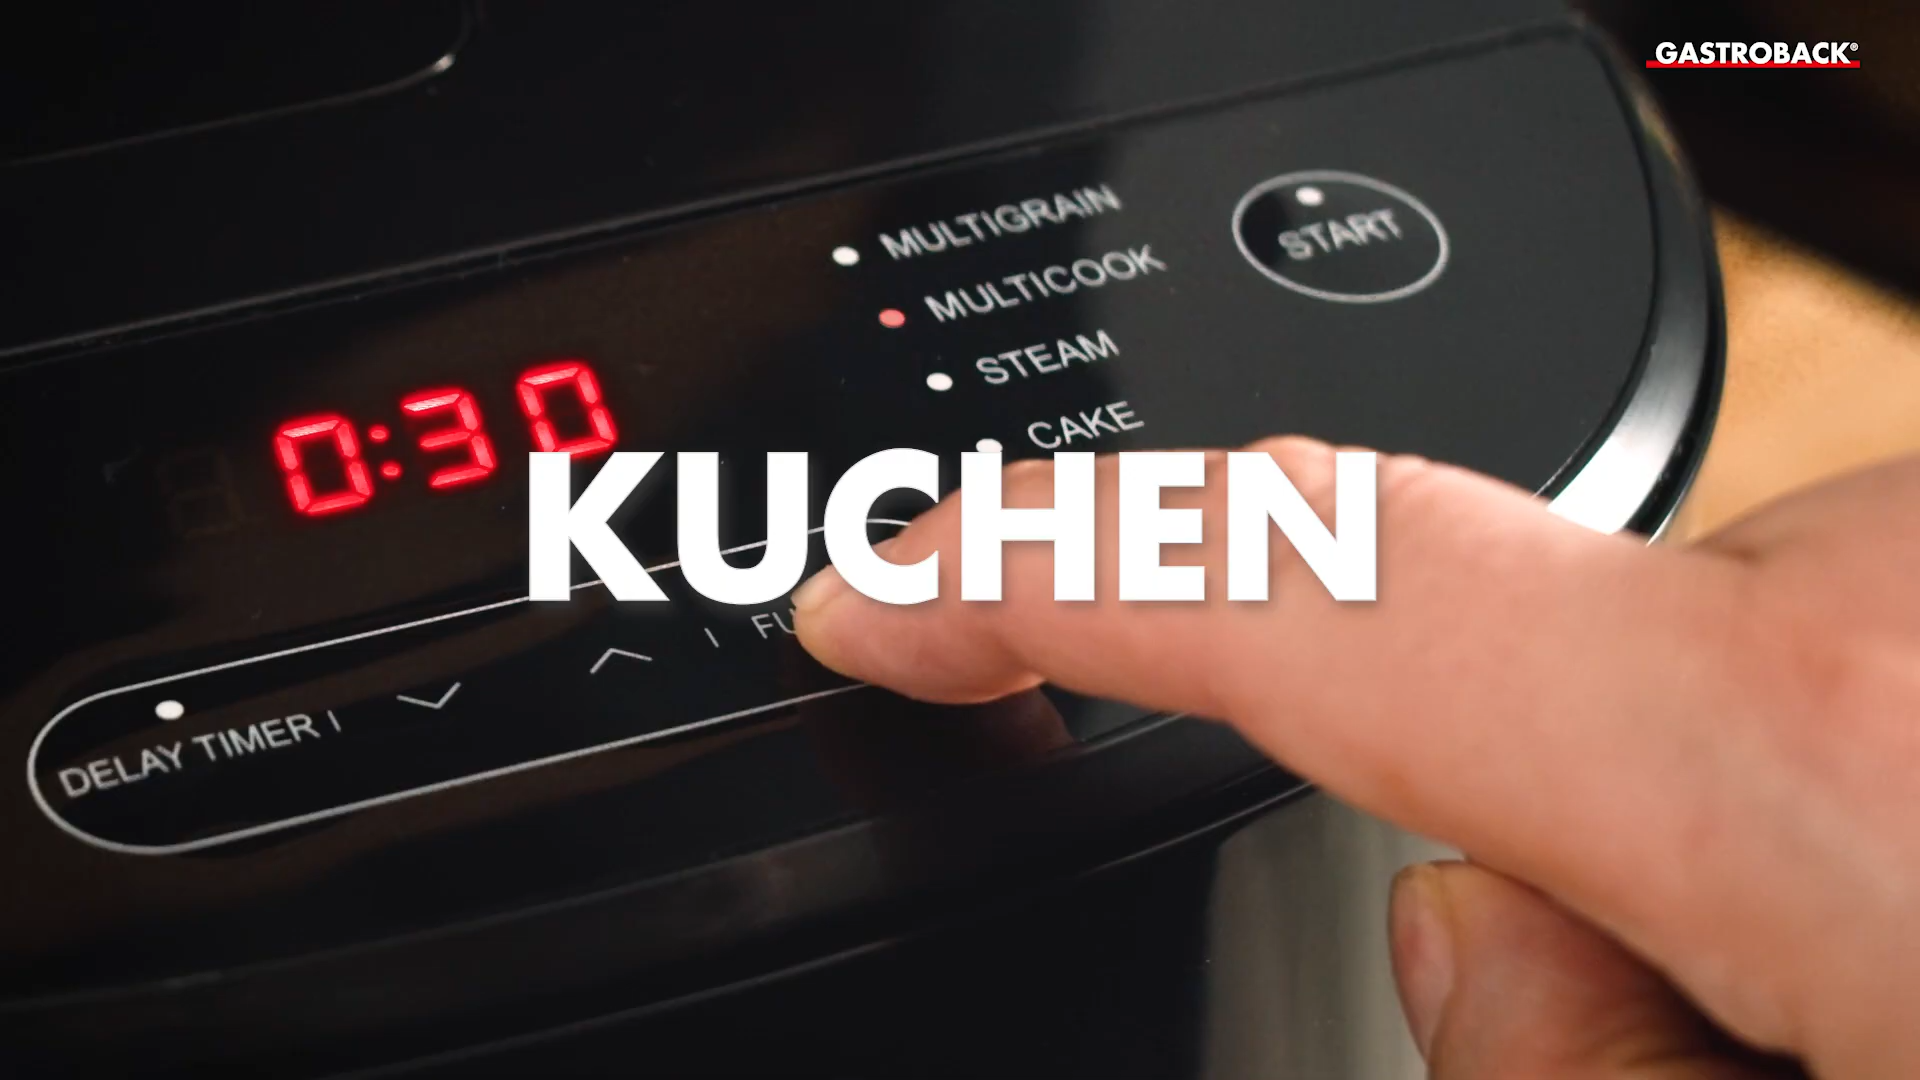 GASTROBACK®
MULTIGRAIN
MULTICOOK
STEAM
CAKE
START
0:30
KUCHEN
DELAY TIMER